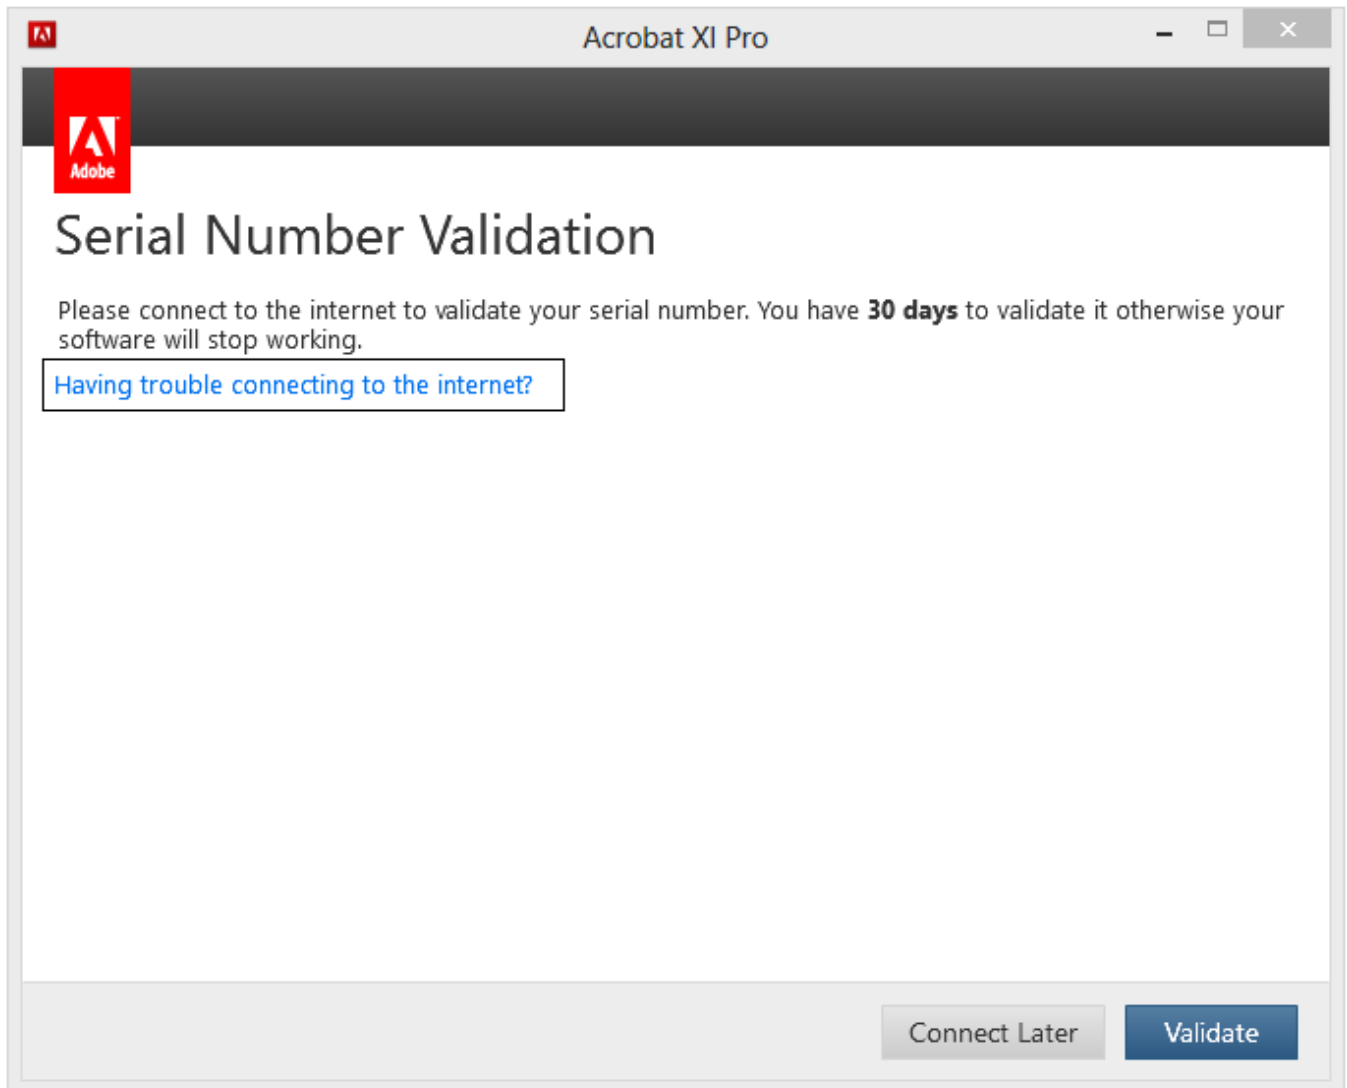 Acrobat XI Pro
Adobe
Serial Number Validation
Please connect to the internet to validate your serial number. You have 30 days to validate it otherwise your
software will stop working.
Having trouble connecting to the internet?
Connect Later
Validate